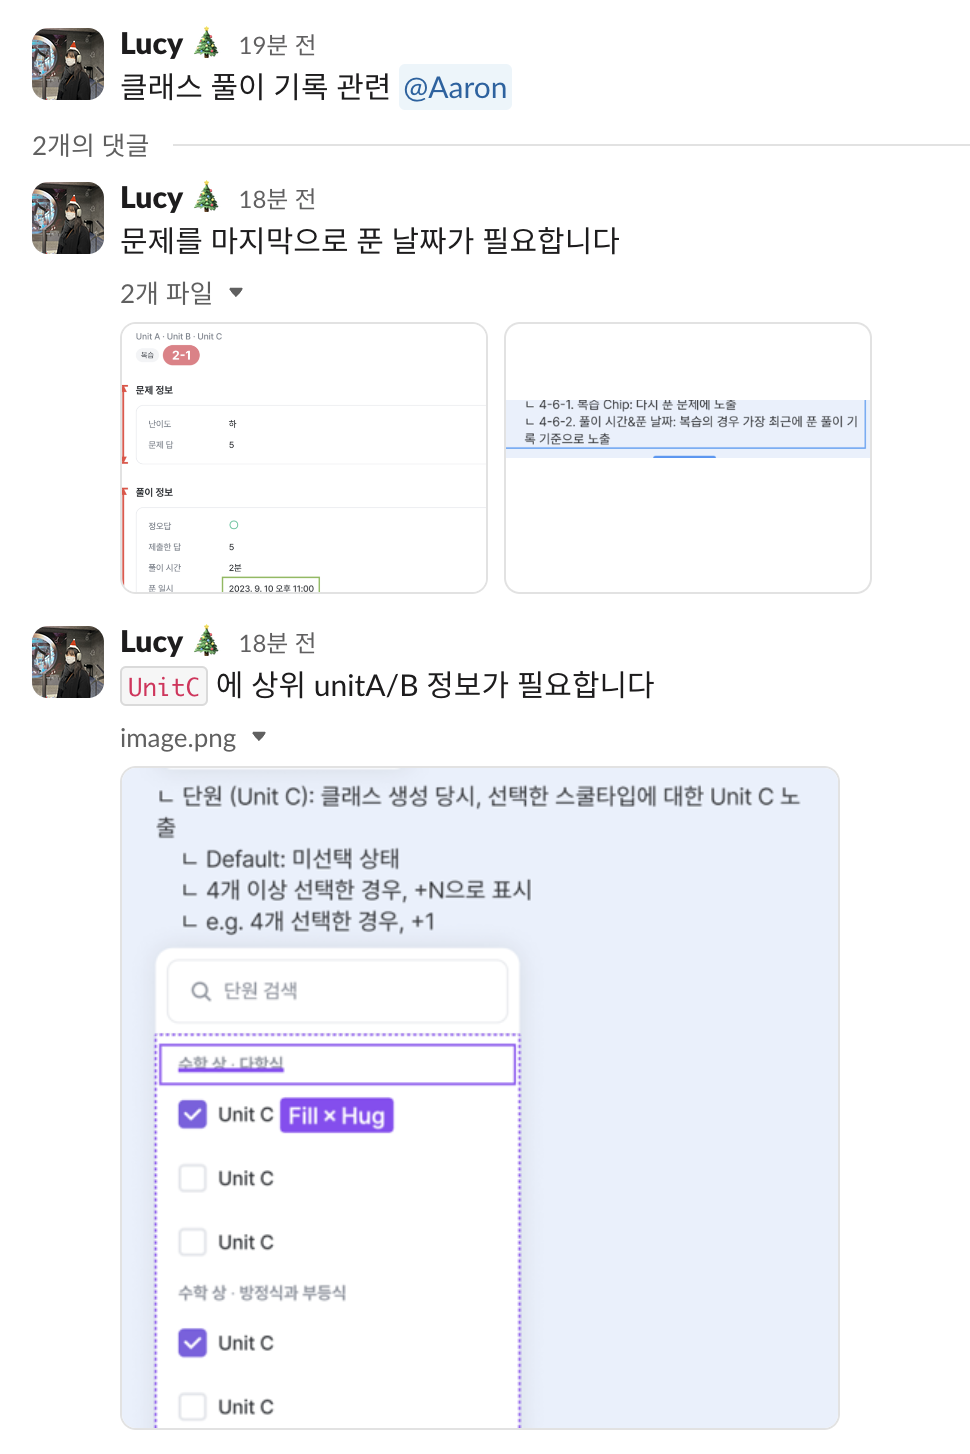 Lucy 🎄 19분 전
클래스 풀이 기록 관련 @Aaron
2개의 댓글
Lucy 🎄 18분 전
문제를 마지막으로 푼 날짜가 필요합니다
2개 파일
Unit A · Unit B · Unit C
복습 2-1
문제 정보
난이도 하
문제 답 5
풀이 정보
정오답 ○
제출한 답 5
풀이 시간 2분
푼 일시 2023. 9. 10 오후 11:00
ㄴ 4-6-1. 복습 Chip: 다시 푼 문제에 노출
ㄴ 4-6-2. 풀이 시간&푼 날짜: 복습의 경우 가장 최근에 푼 풀이 기
록 기준으로 노출
Lucy 🎄 18분 전
UnitC 에 상위 unitA/B 정보가 필요합니다
image.png
ㄴ 단원 (Unit C): 클래스 생성 당시, 선택한 스쿨타입에 대한 Unit C 노
출
ㄴ Default: 미선택 상태
ㄴ 4개 이상 선택한 경우, +N으로 표시
ㄴ e.g. 4개 선택한 경우, +1
단원 검색
수학 상 · 다항식
Unit C Fill × Hug
Unit C
Unit C
수학 상 · 방정식과 부등식
Unit C
Unit C